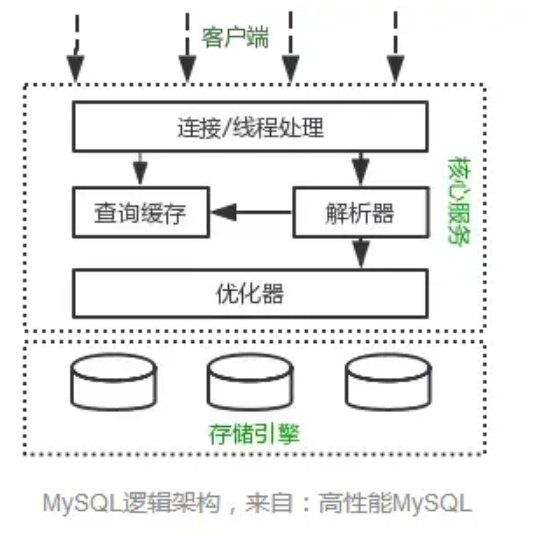 客户端
连接/线程处理
核心服务
查询缓存
解析器
优化器
存储引擎
MySQL逻辑架构，来自：高性能MySQL